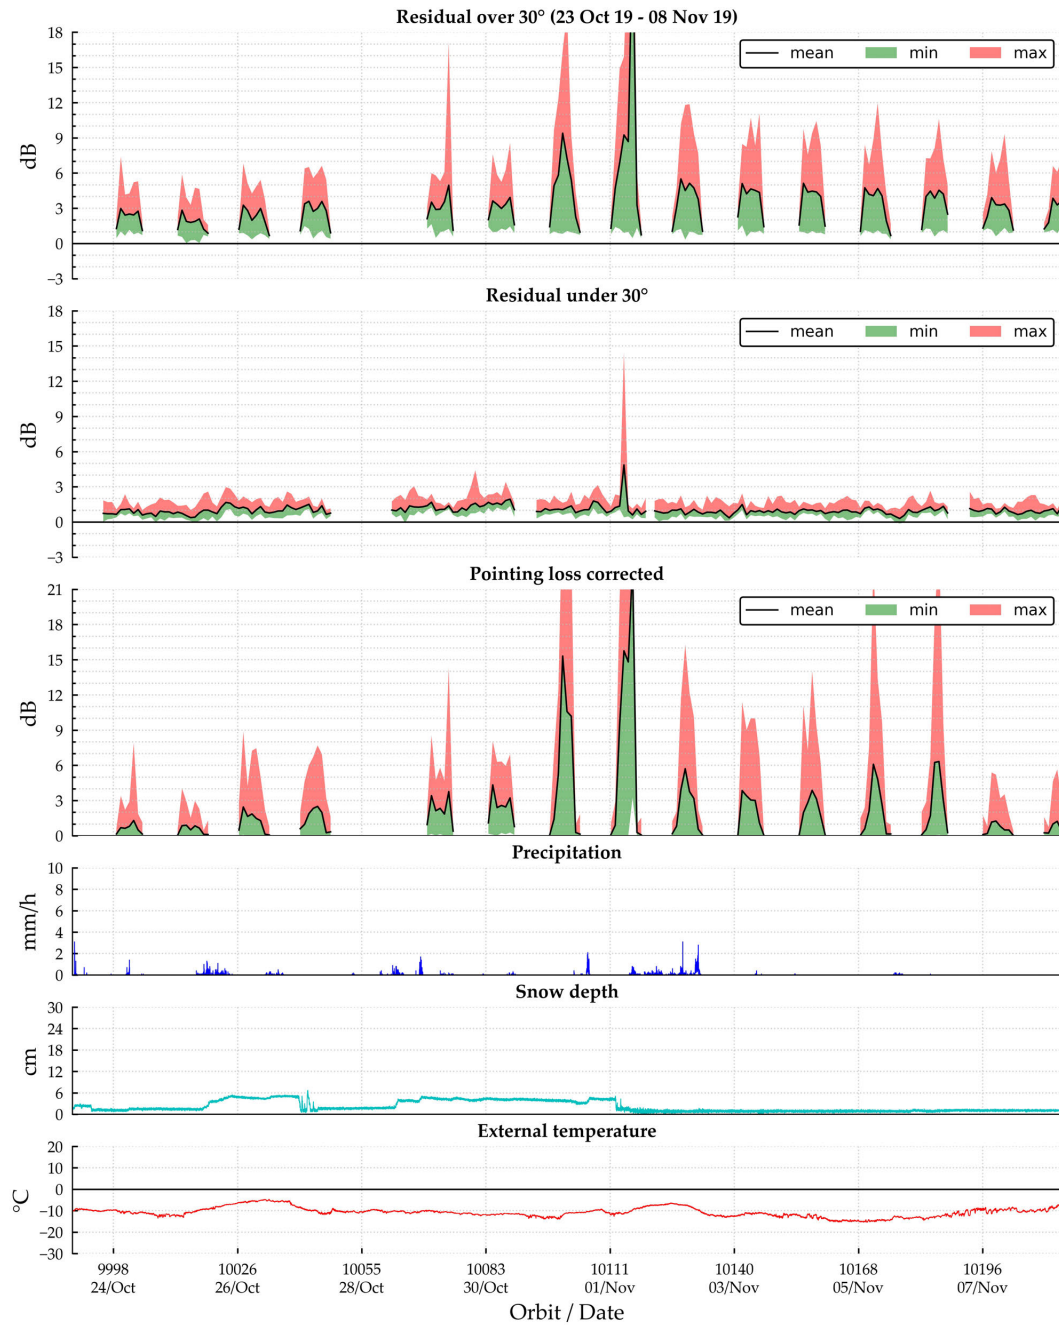 Residual over 30° (23 Oct 19 - 08 Nov 19)
18
15
12
9
6
3
0
−3
dB
mean min max
Residual under 30°
18
15
12
9
6
3
0
−3
dB
mean min max
Pointing loss corrected
21
18
15
12
9
6
3
0
dB
mean min max
Precipitation
10
8
6
4
2
0
mm/h
Snow depth
30
24
18
12
6
0
cm
External temperature
20
10
0
−10
−20
−30
°C
9998 10026 10055 10083 10111 10140 10168 10196
24/Oct 26/Oct 28/Oct 30/Oct 01/Nov 03/Nov 05/Nov 07/Nov
Orbit / Date